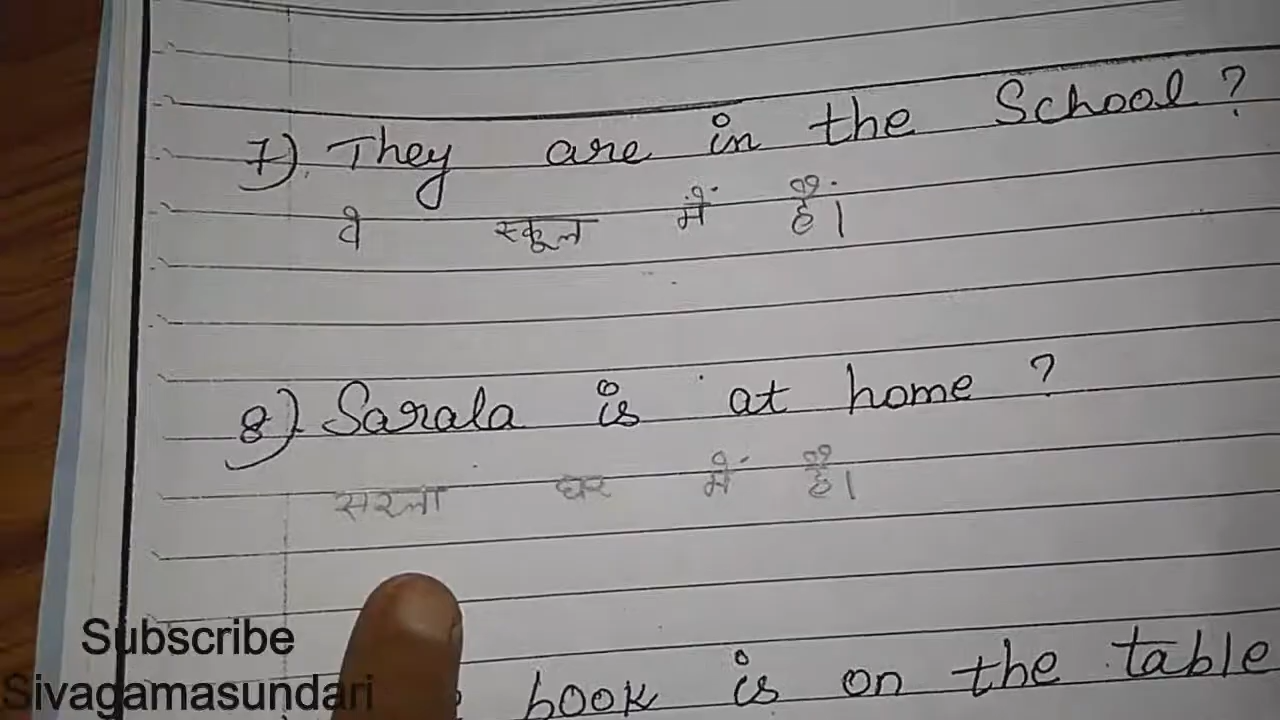 7) They are in the School ?
वे स्कूल में हैं।
8) Sarala is at home ?
सरला घर में है।
book is on the table
Subscribe
Sivagamasundari